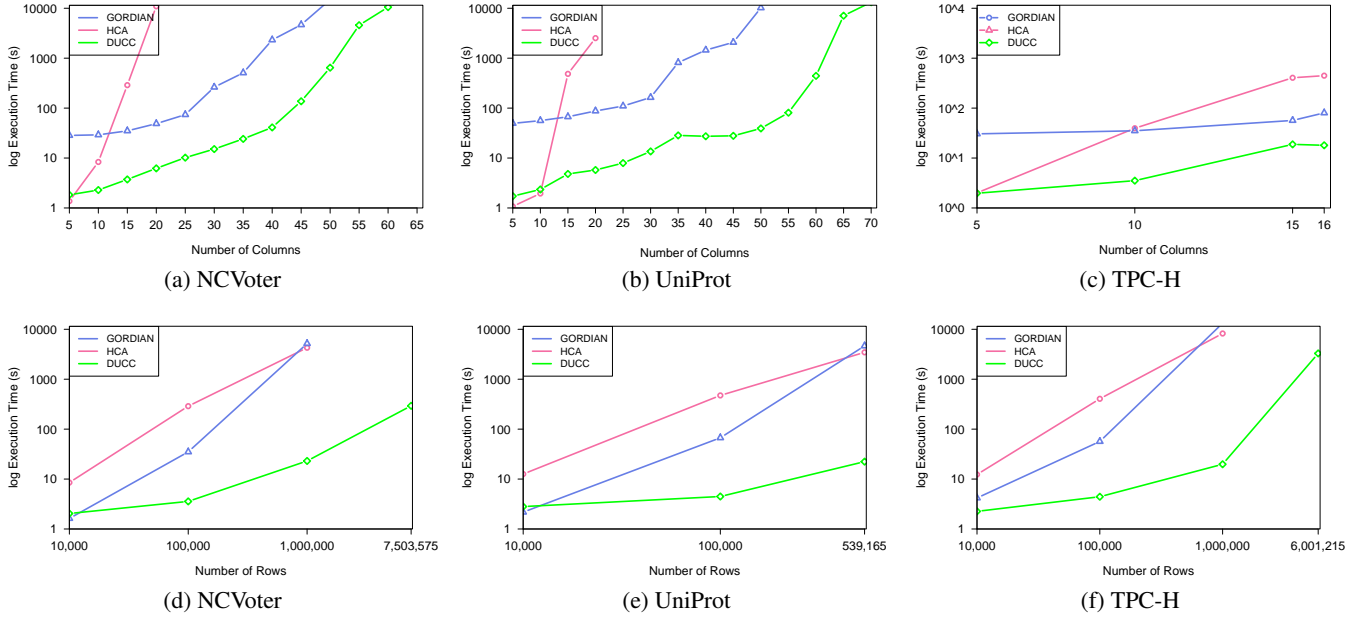 log Execution Time (s)
10000
1000
100
10
1
GORDIAN
HCA
DUCC
5 10 15 20 25 30 35 40 45 50 55 60 65
Number of Columns
(a) NCVoter
log Execution Time (s)
10000
1000
100
10
1
GORDIAN
HCA
DUCC
5 10 15 20 25 30 35 40 45 50 55 60 65 70
Number of Columns
(b) UniProt
log Execution Time (s)
10^4
10^3
10^2
10^1
10^0
GORDIAN
HCA
DUCC
5 10 15 16
Number of Columns
(c) TPC-H
log Execution Time (s)
10000
1000
100
10
1
GORDIAN
HCA
DUCC
10,000 100,000 1,000,000 7,503,575
Number of Rows
(d) NCVoter
log Execution Time (s)
10000
1000
100
10
1
GORDIAN
HCA
DUCC
10,000 100,000 539,165
Number of Rows
(e) UniProt
log Execution Time (s)
10000
1000
100
10
1
GORDIAN
HCA
DUCC
10,000 100,000 1,000,000 6,001,215
Number of Rows
(f) TPC-H